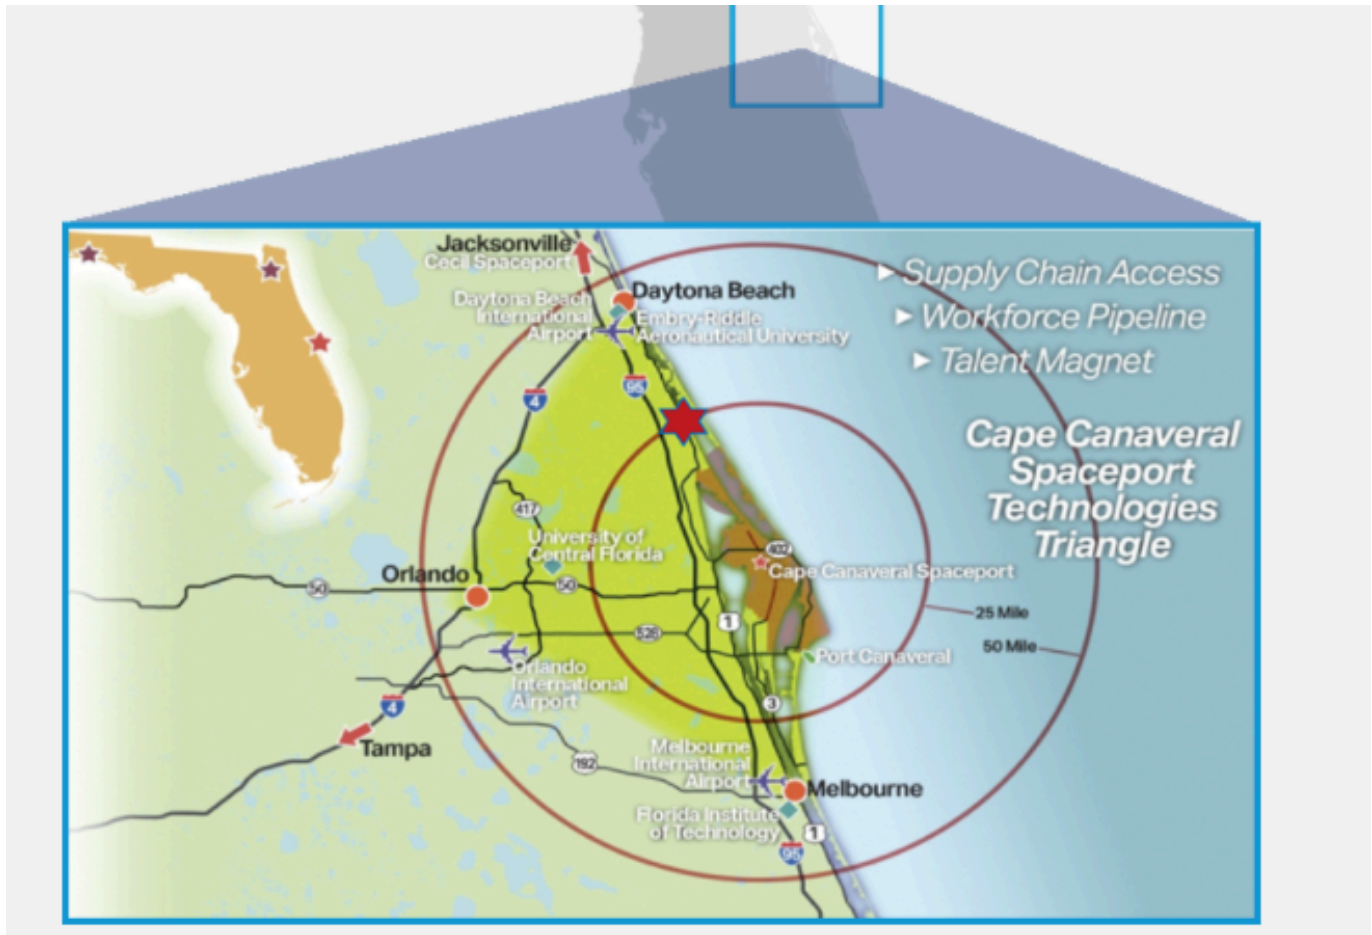 Jacksonville
Cecil Spaceport
Daytona Beach
International
Airport
Daytona Beach
Embry-Riddle
Aeronautical University
Supply Chain Access
Workforce Pipeline
Talent Magnet
Cape Canaveral
Spaceport
Technologies
Triangle
4
95
417
University of
Central Florida
402
Cape Canaveral Spaceport
Orlando
50
50
1
25 Mile
528
50 Mile
Port Canaveral
Orlando
International
Airport
4
3
Tampa
192
Melbourne
International
Airport
Melbourne
Florida Institute
of Technology
1
95